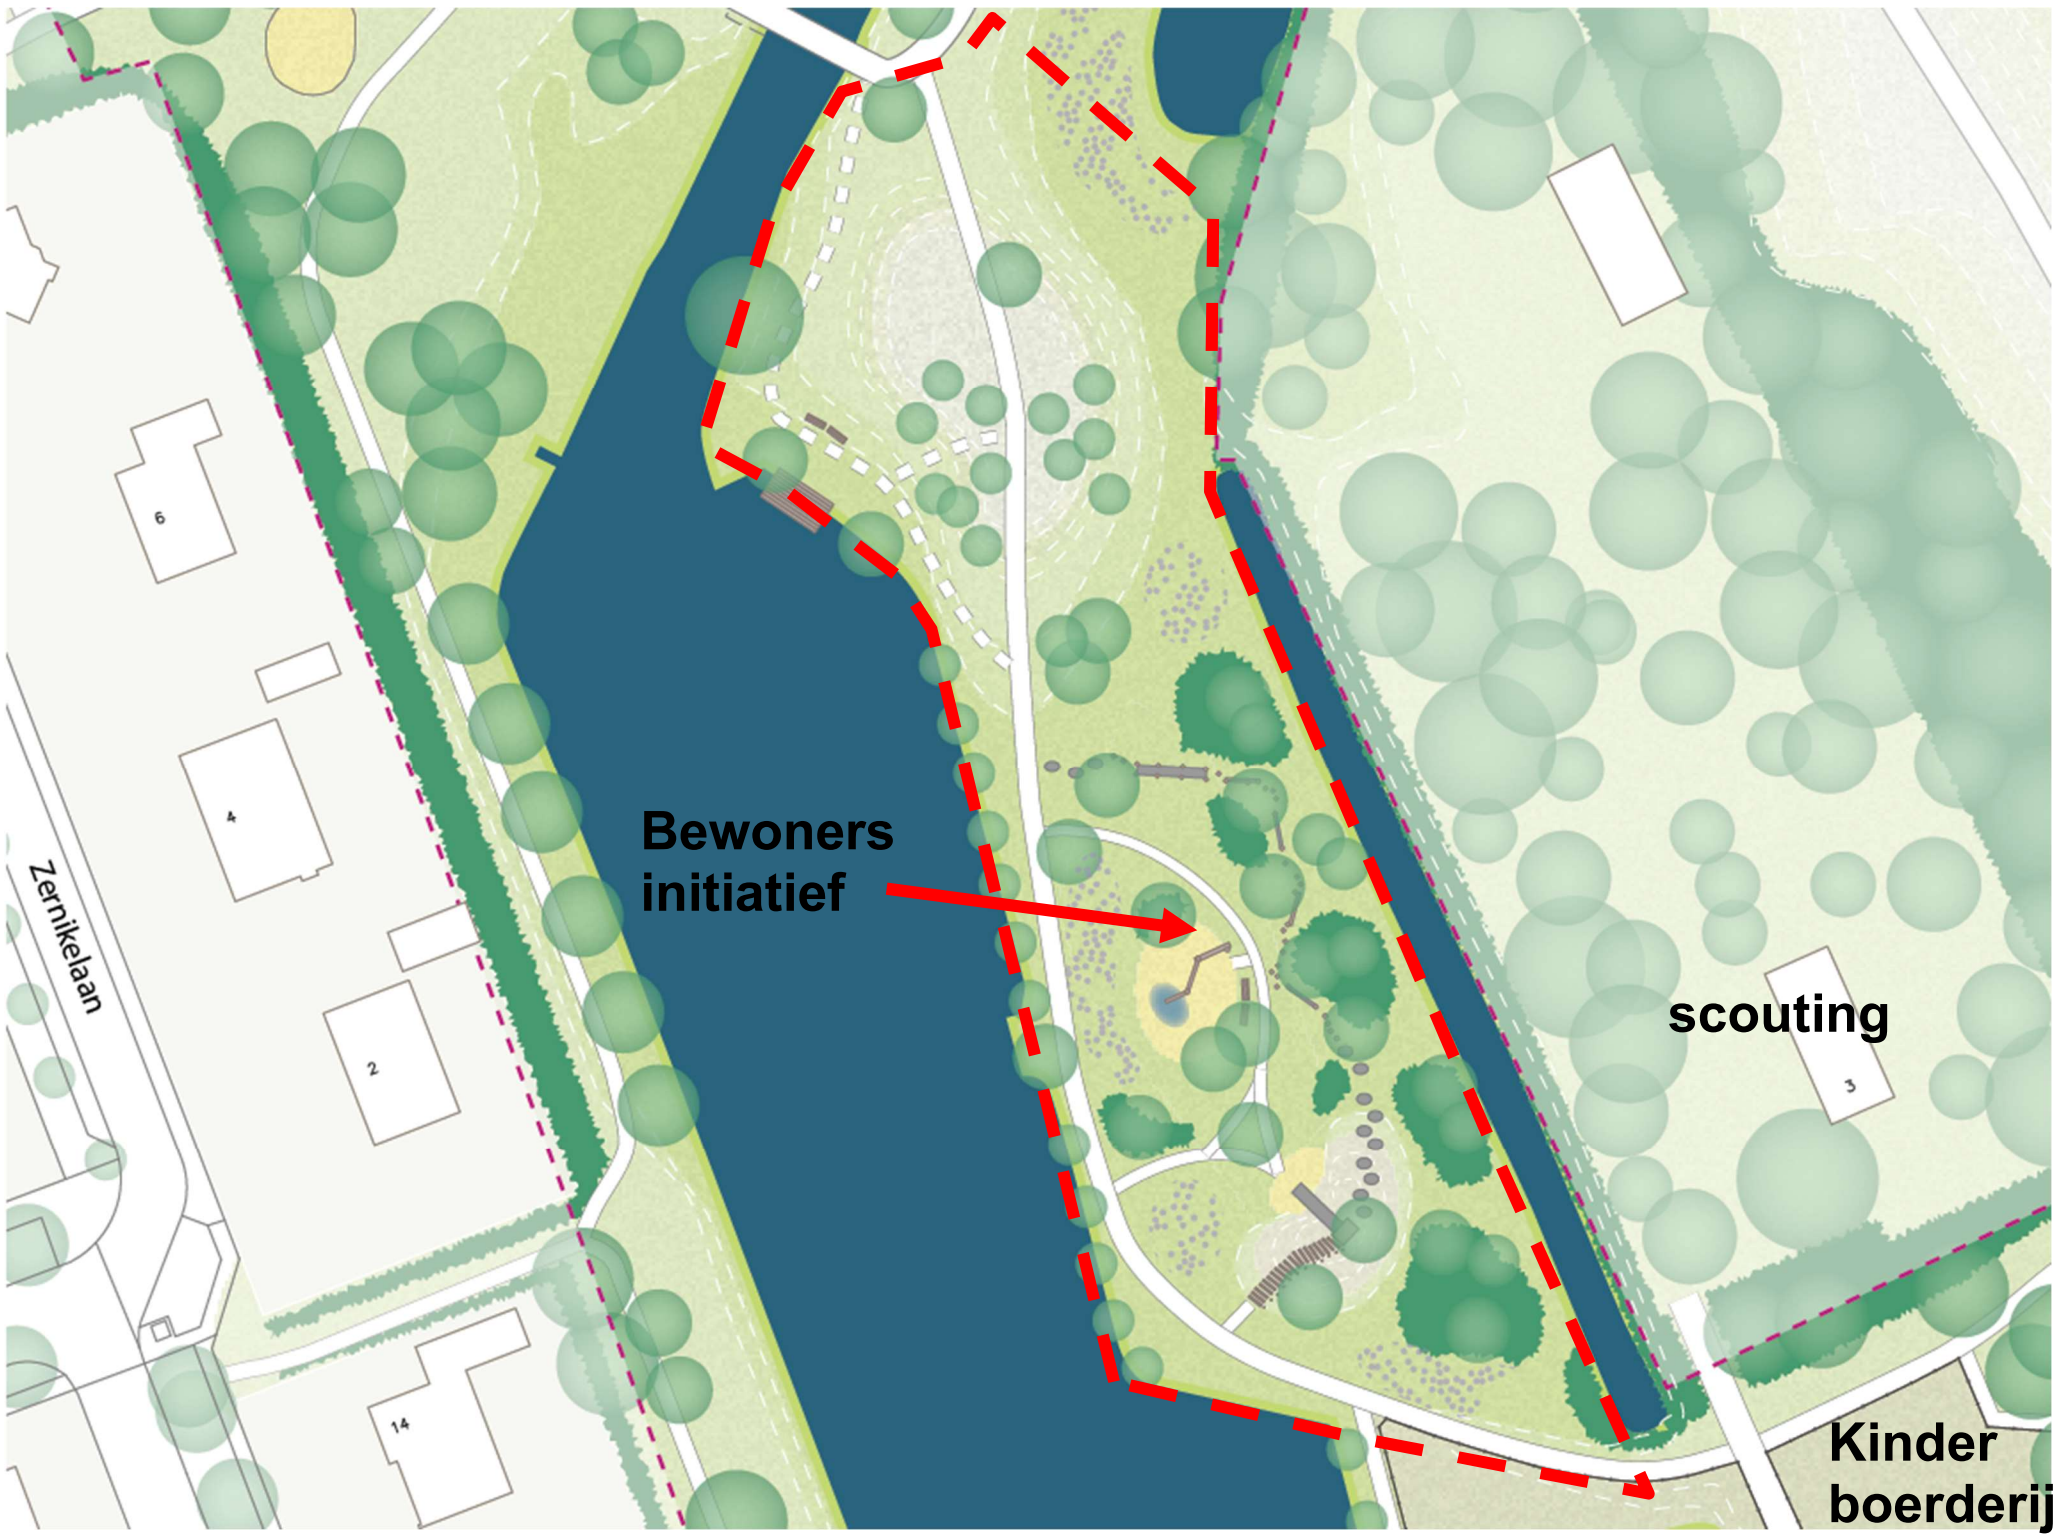 6
4
Bewoners
initiatief
Zernikelaan
2
scouting
3
14
Kinder
boerderij